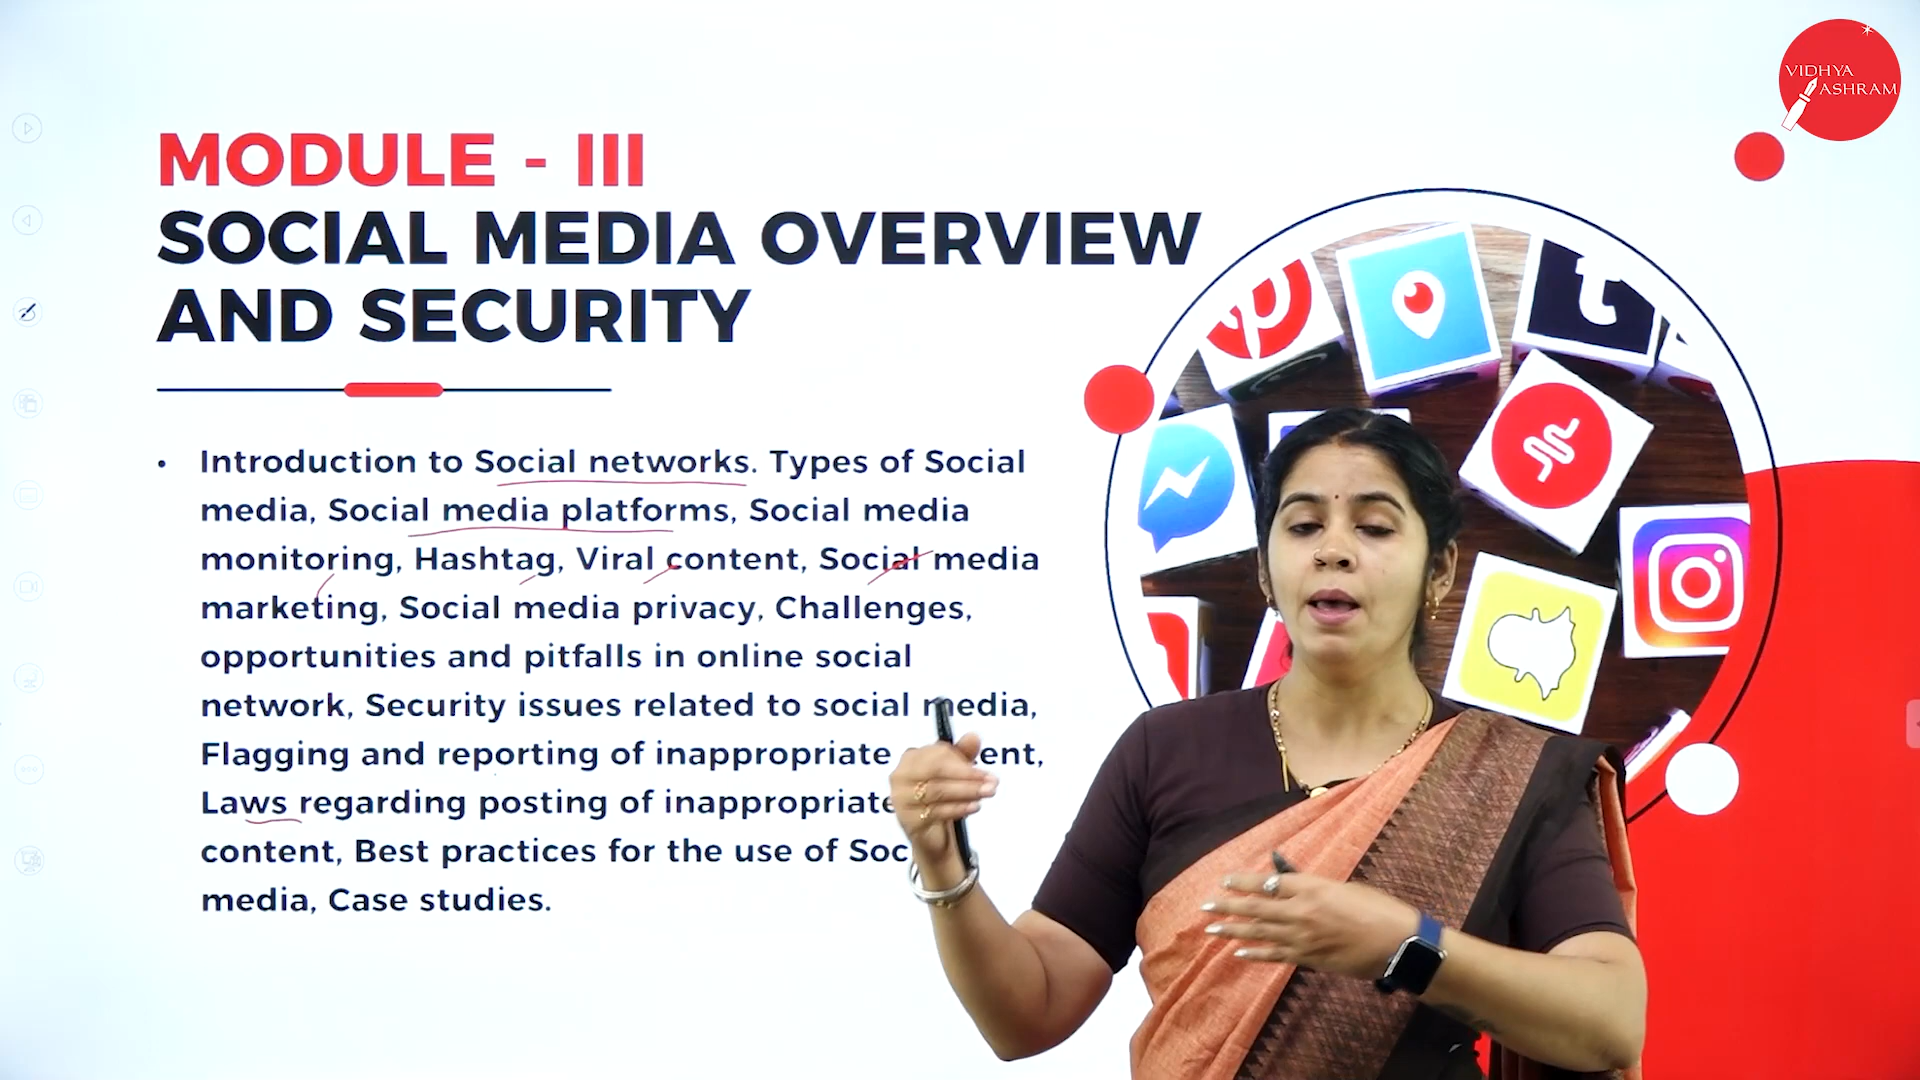 VIDHYA
ASHRAM
MODULE - III
SOCIAL MEDIA OVERVIEW
AND SECURITY
• Introduction to Social networks. Types of Social
media, Social media platforms, Social media
monitoring, Hashtag, Viral content, Social media
marketing, Social media privacy, Challenges,
opportunities and pitfalls in online social
network, Security issues related to social media,
Flagging and reporting of inappropriate
Laws regarding posting of inappropriate
content, Best practices for the use of
media, Case studies.